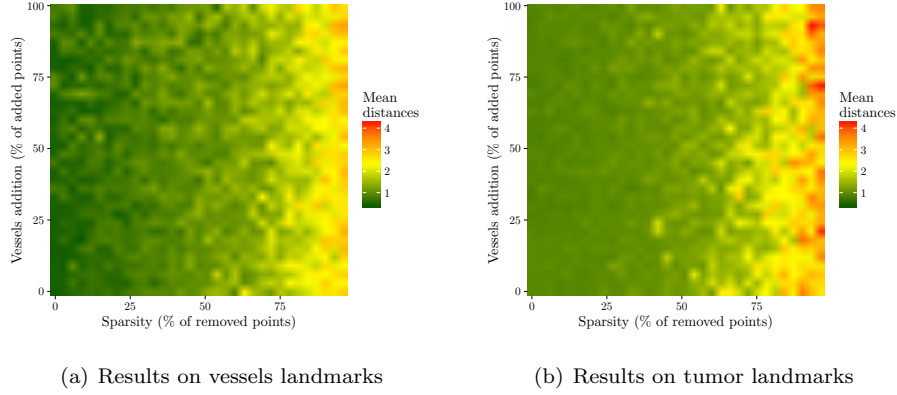 100
75
50
25
0
Vessels addition (% of added points)
0
25
50
75
Sparsity (% of removed points)
Mean
distances
4
3
2
1
(a) Results on vessels landmarks
100
75
50
25
0
Vessels addition (% of added points)
0
25
50
75
Sparsity (% of removed points)
Mean
distances
4
3
2
1
(b) Results on tumor landmarks